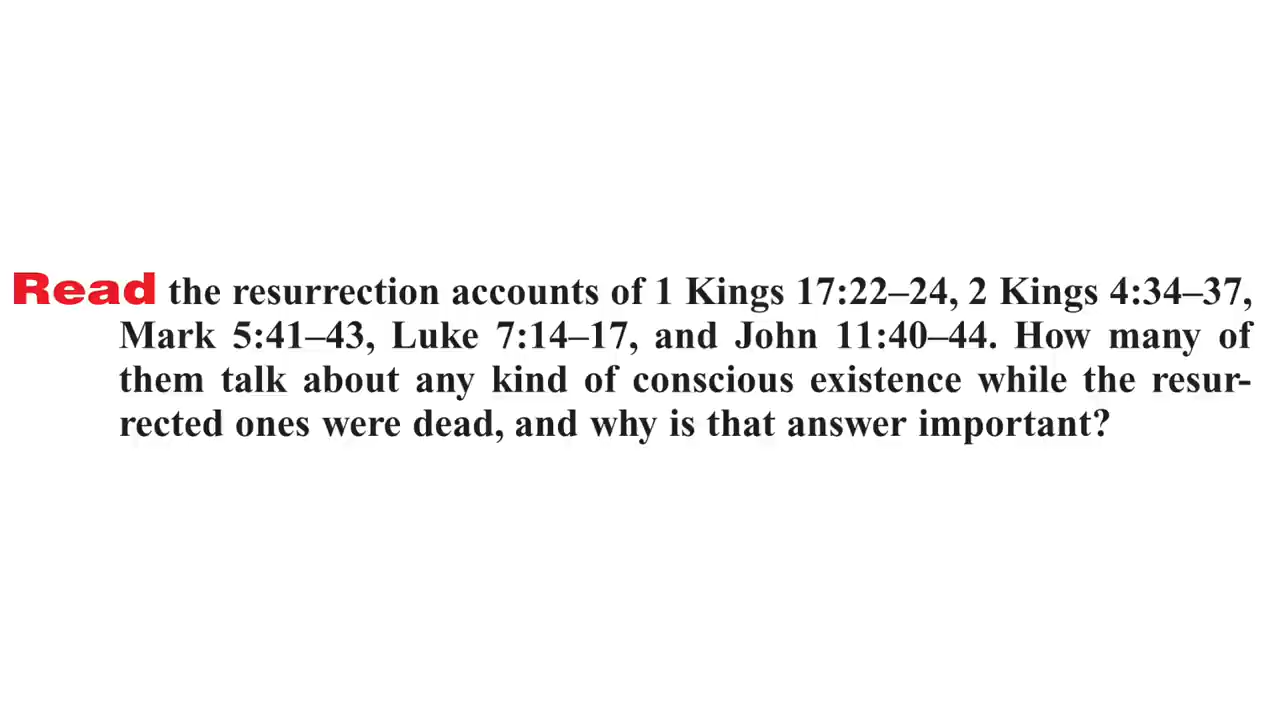 Read the resurrection accounts of 1 Kings 17:22–24, 2 Kings 4:34–37,
Mark 5:41–43, Luke 7:14–17, and John 11:40–44. How many of
them talk about any kind of conscious existence while the resur-
rected ones were dead, and why is that answer important?